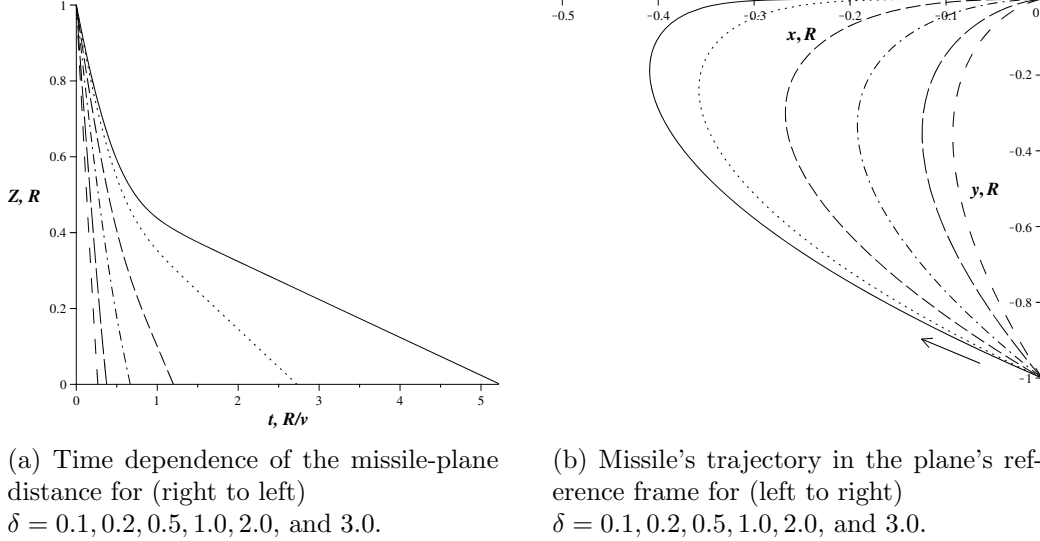 1
0.8
0.6
Z, R
0.4
0.2
0
0 1 2 3 4 5
t, R/v
-0.5 -0.4 -0.3 -0.2 -0.1 0
x, R
-0.2
-0.4
y, R
-0.6
-0.8
-1
(a) Time dependence of the missile-plane
distance for (right to left)
δ = 0.1, 0.2, 0.5, 1.0, 2.0, and 3.0.
(b) Missile's trajectory in the plane's ref-
erence frame for (left to right)
δ = 0.1, 0.2, 0.5, 1.0, 2.0, and 3.0.